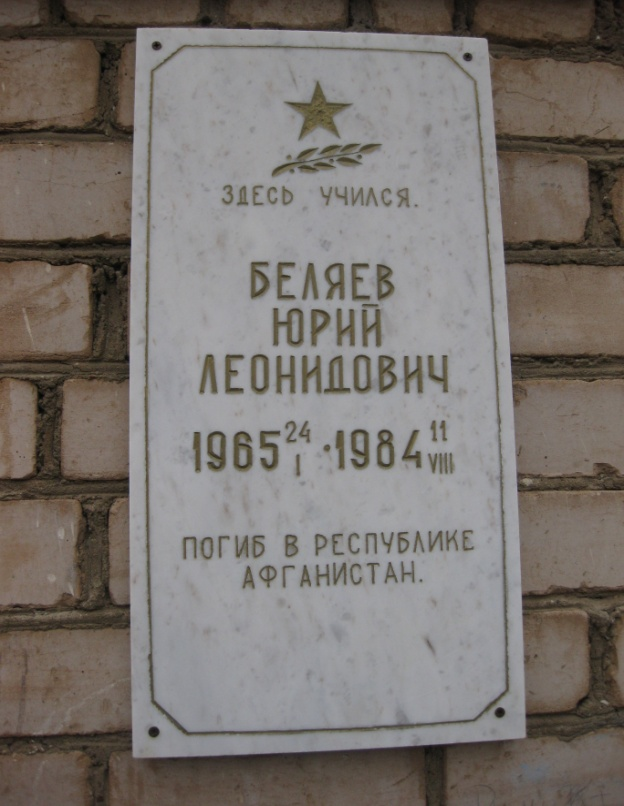 ЗДЕСЬ УЧИЛСЯ.
БЕЛЯЕВ
ЮРИЙ
ЛЕОНИДОВИЧ
1965 24/I · 1984 11/VIII
ПОГИБ В РЕСПУБЛИКЕ
АФГАНИСТАН.